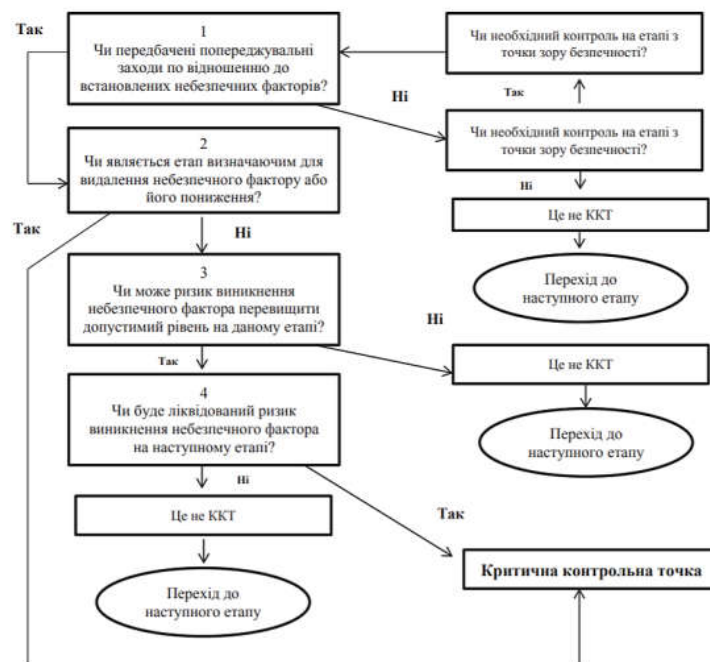 Так
1
Чи передбачені попереджувальні
заходи по відношенню до
встановлених небезпечних факторів?
Чи необхідний контроль на етапі з
точки зору безпечності?
Ні
Так
Чи необхідний контроль на етапі з
точки зору безпечності?
2
Чи являється етап визначаючим для
видалення небезпечного фактору або
його пониження?
Ні
Це не ККТ
Так
Ні
Перехід до
наступного етапу
3
Чи може ризик виникнення
небезпечного фактора перевищити
допустимий рівень на даному етапі?
Ні
Так
Це не ККТ
4
Чи буде ліквідований ризик
виникнення небезпечного фактора
на наступному етапі?
Перехід до
наступного етапу
Ні
Це не ККТ
Так
Критична контрольна точка
Перехід до
наступного етапу